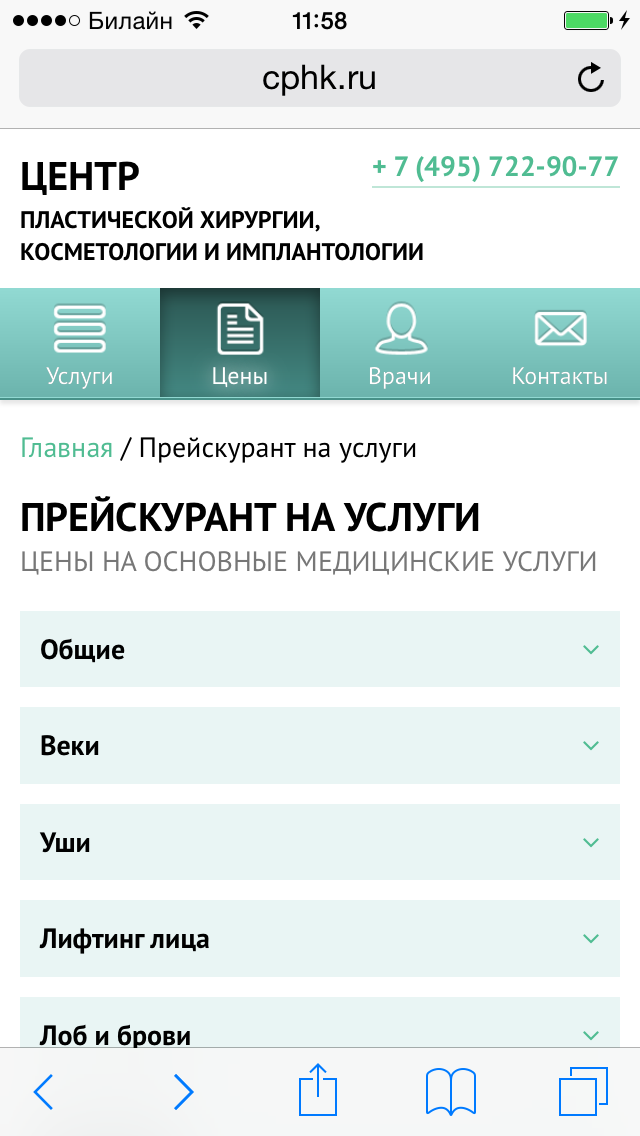 Билайн 11:58
cphk.ru
ЦЕНТР
+ 7 (495) 722-90-77
ПЛАСТИЧЕСКОЙ ХИРУРГИИ,
КОСМЕТОЛОГИИ И ИМПЛАНТОЛОГИИ
Услуги Цены Врачи Контакты
Главная / Прейскурант на услуги
ПРЕЙСКУРАНТ НА УСЛУГИ
ЦЕНЫ НА ОСНОВНЫЕ МЕДИЦИНСКИЕ УСЛУГИ
Общие
Веки
Уши
Лифтинг лица
Лоб и брови